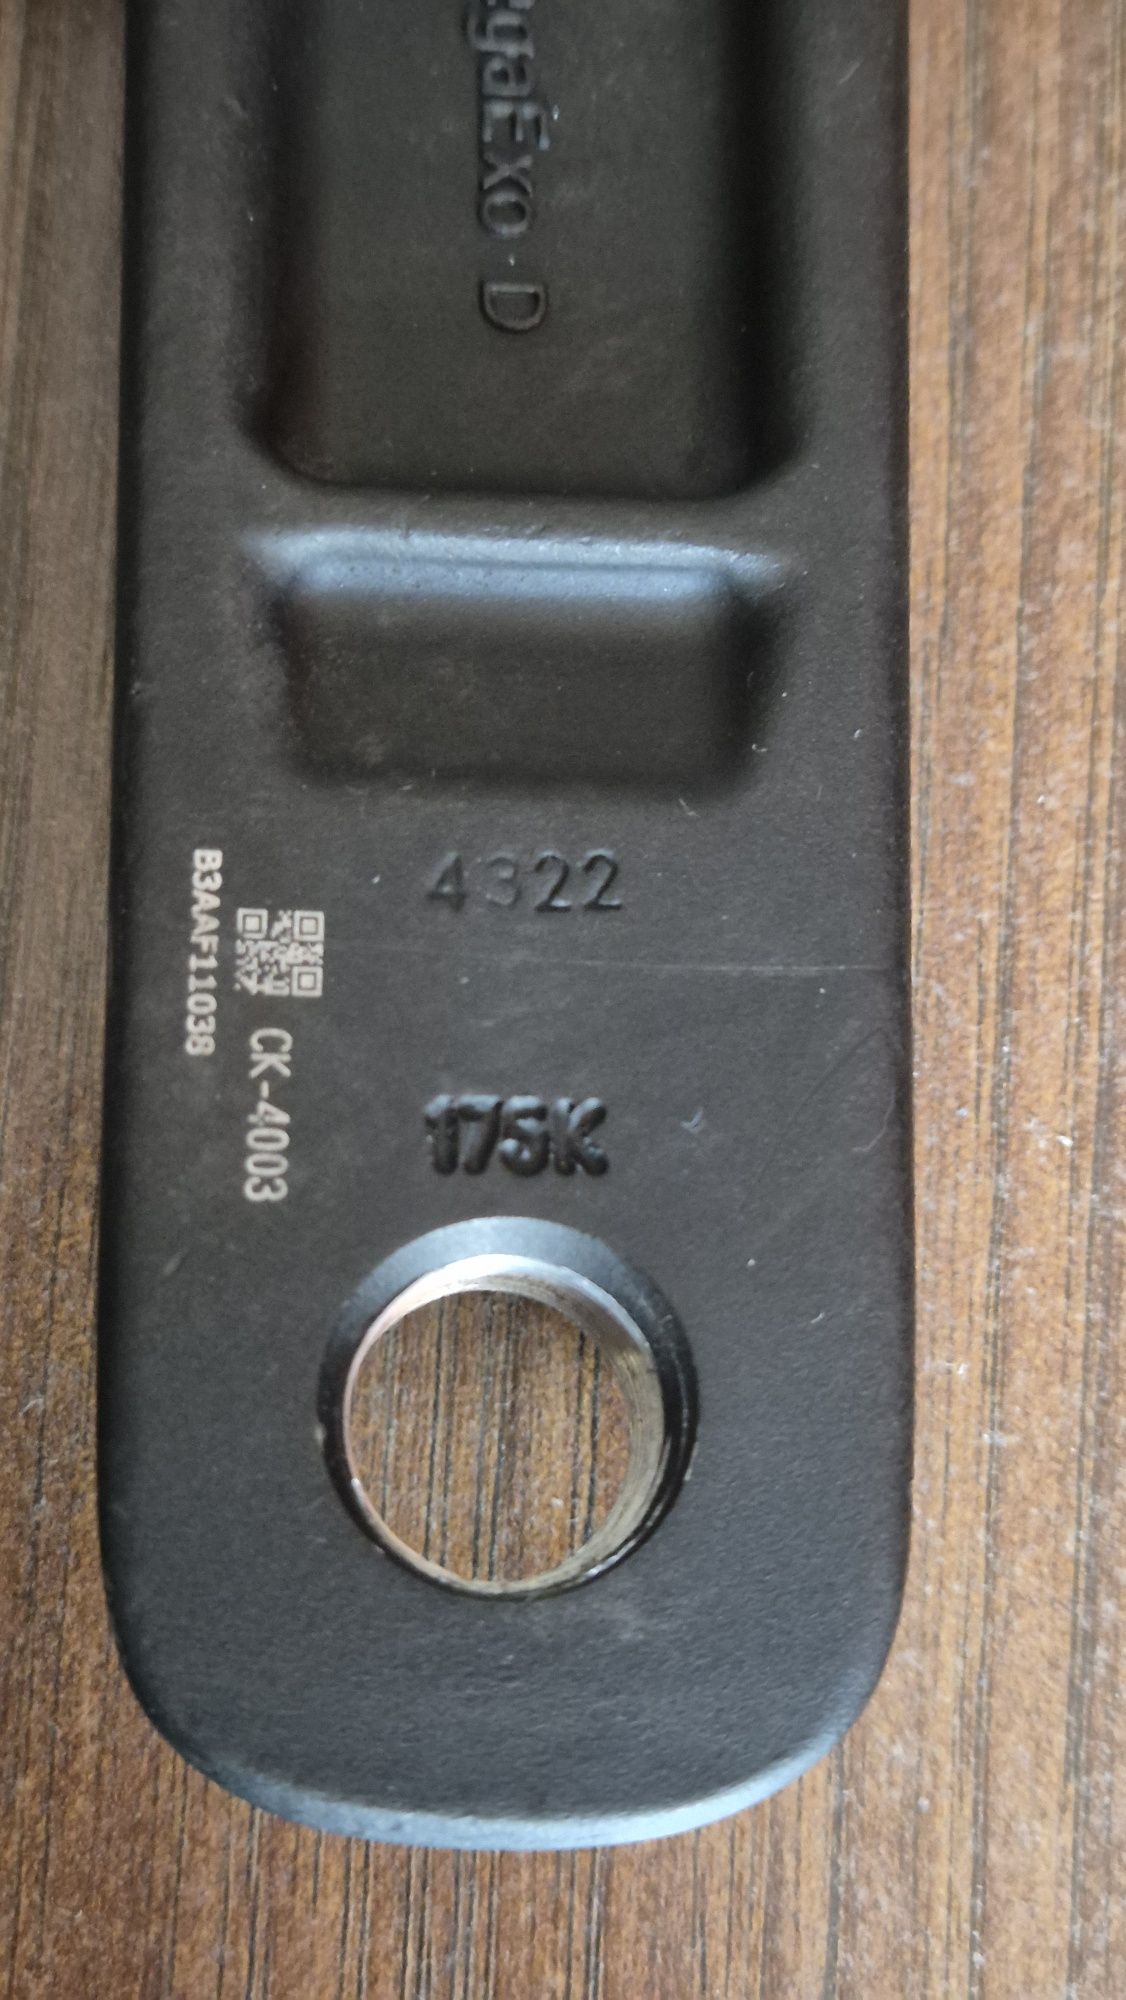 gaExo D
4322
B3AAF11038
CK-4003
175K